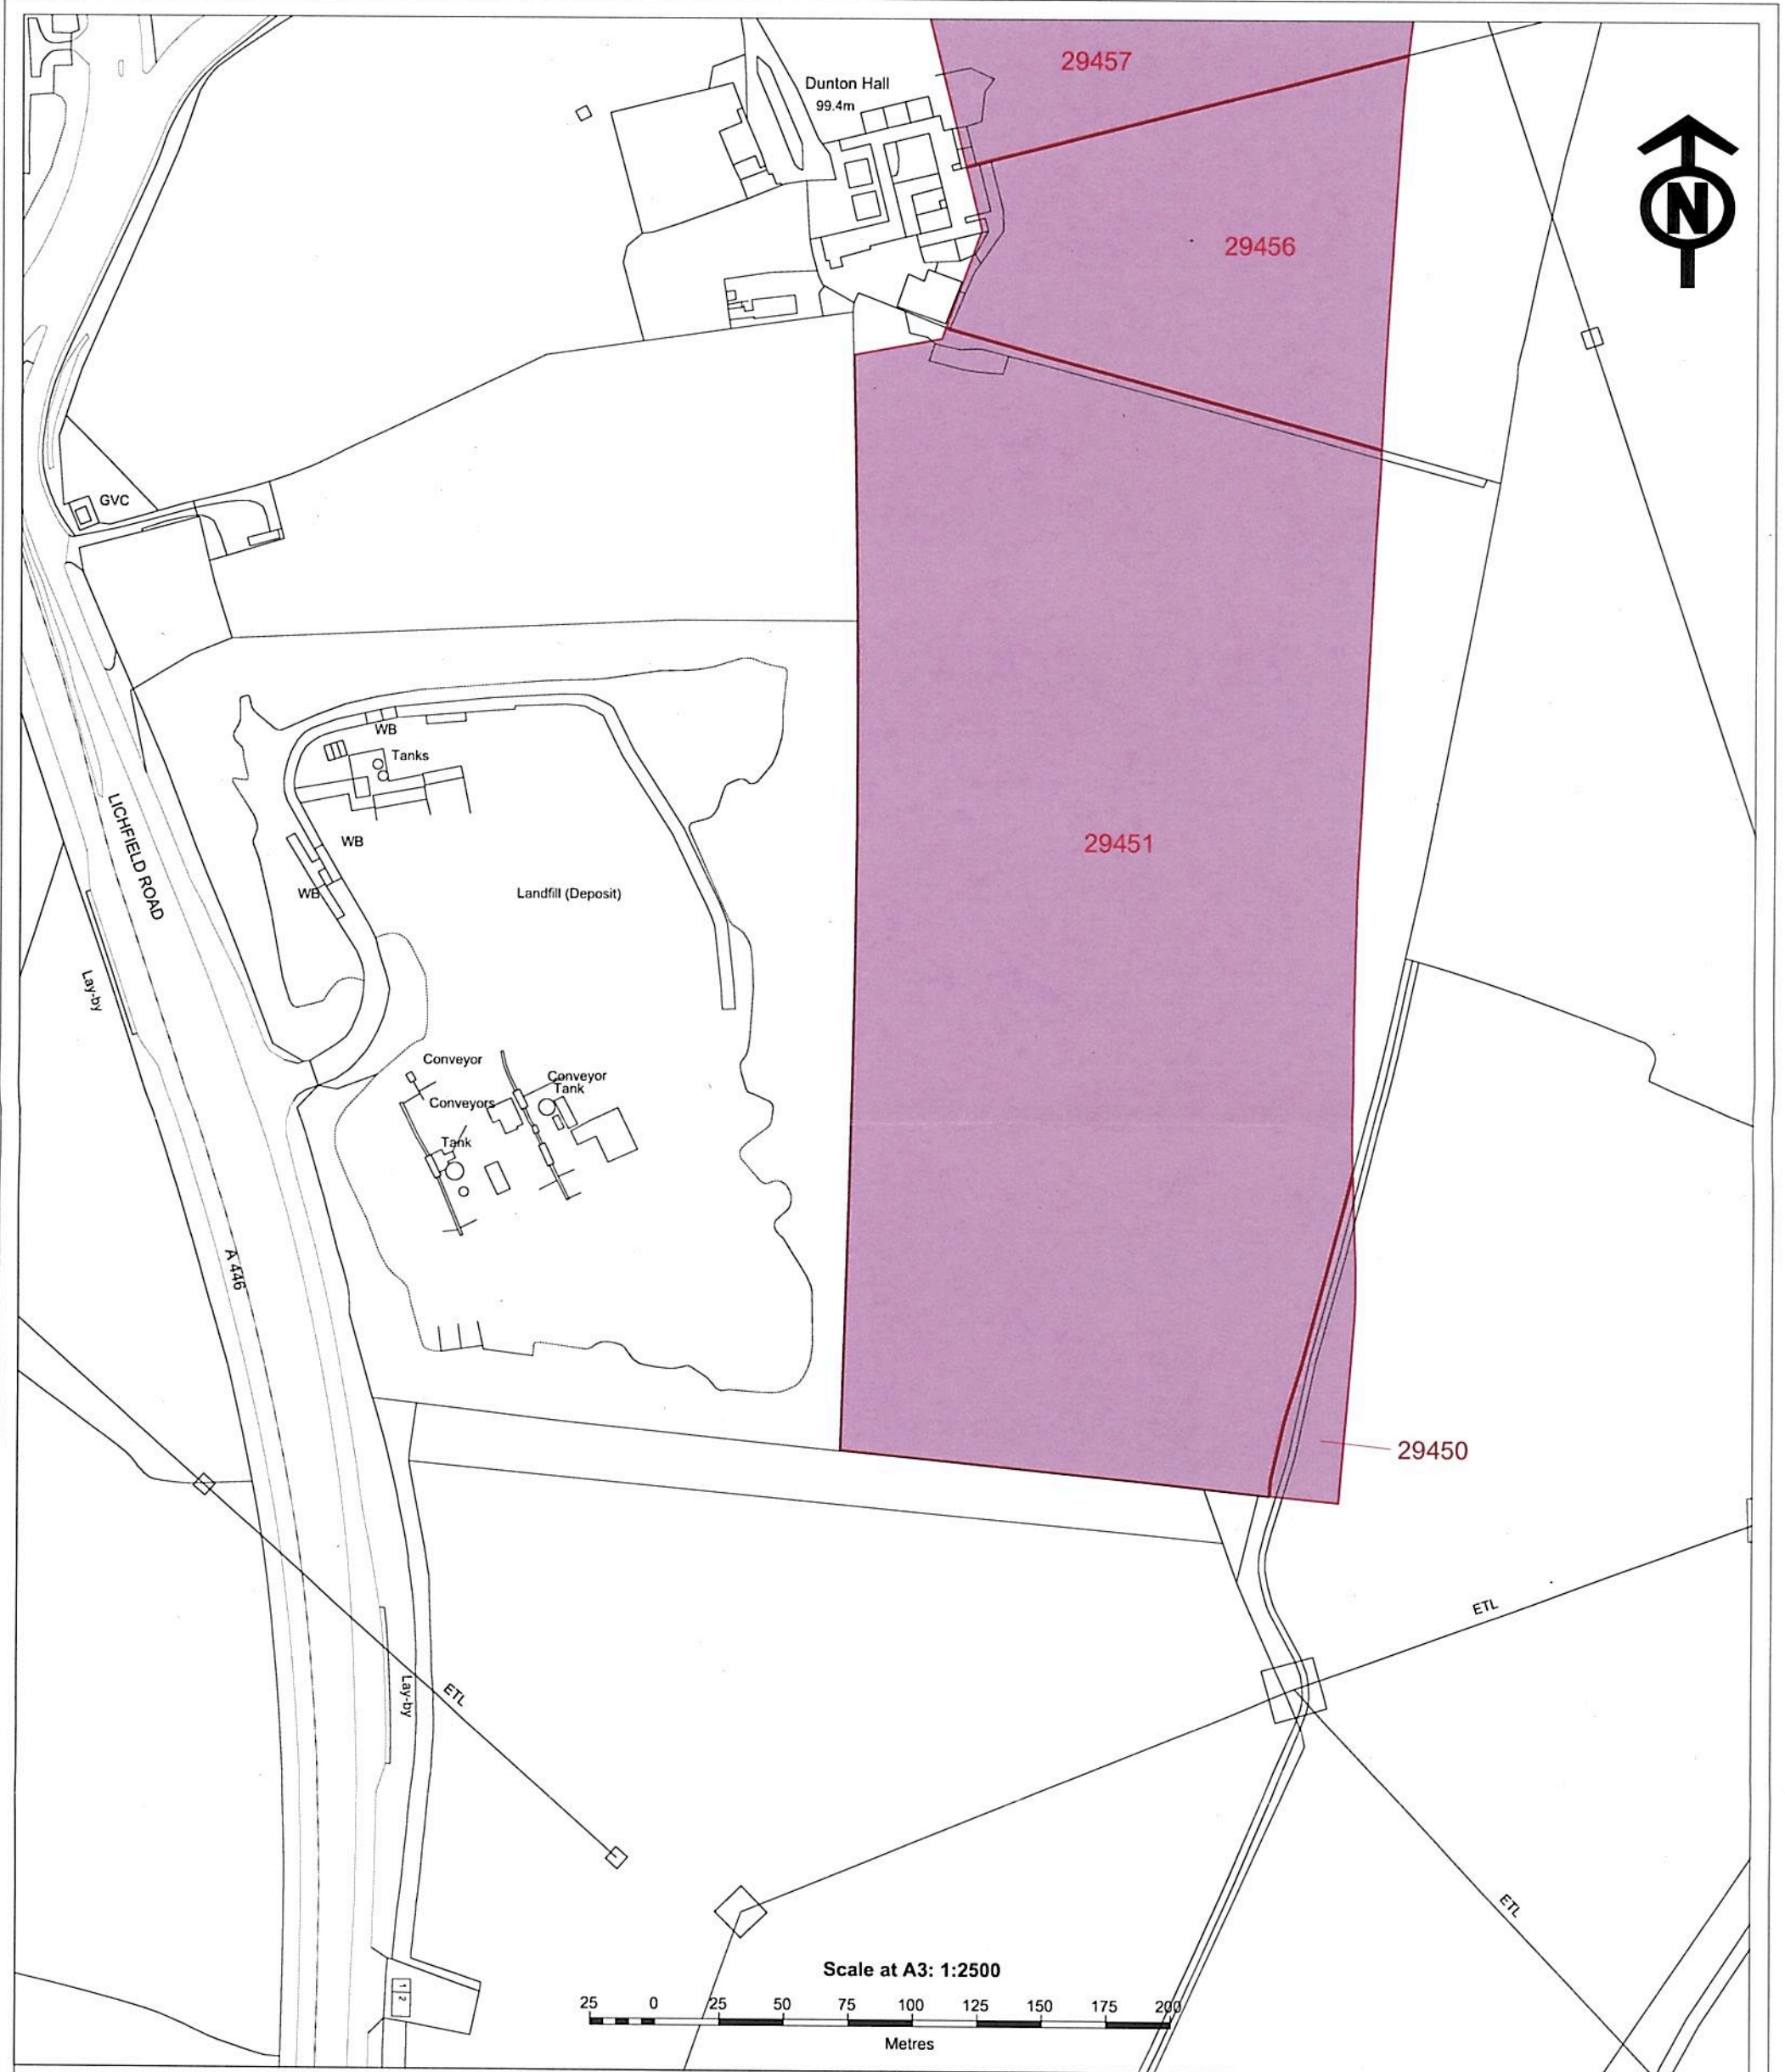 29457
Dunton Hall
99.4m
N
29456
GVC
WB
Tanks
LICHFIELD ROAD
WB
29451
WB
Landfill (Deposit)
Lay-by
Conveyor
Conveyor
Tank
Conveyors
Tank
A 446
29450
ETL
ETL
Lay-by
ETL
Scale at A3: 1:2500
1
2
25 0 25 50 75 100 125 150 175 200
Metres